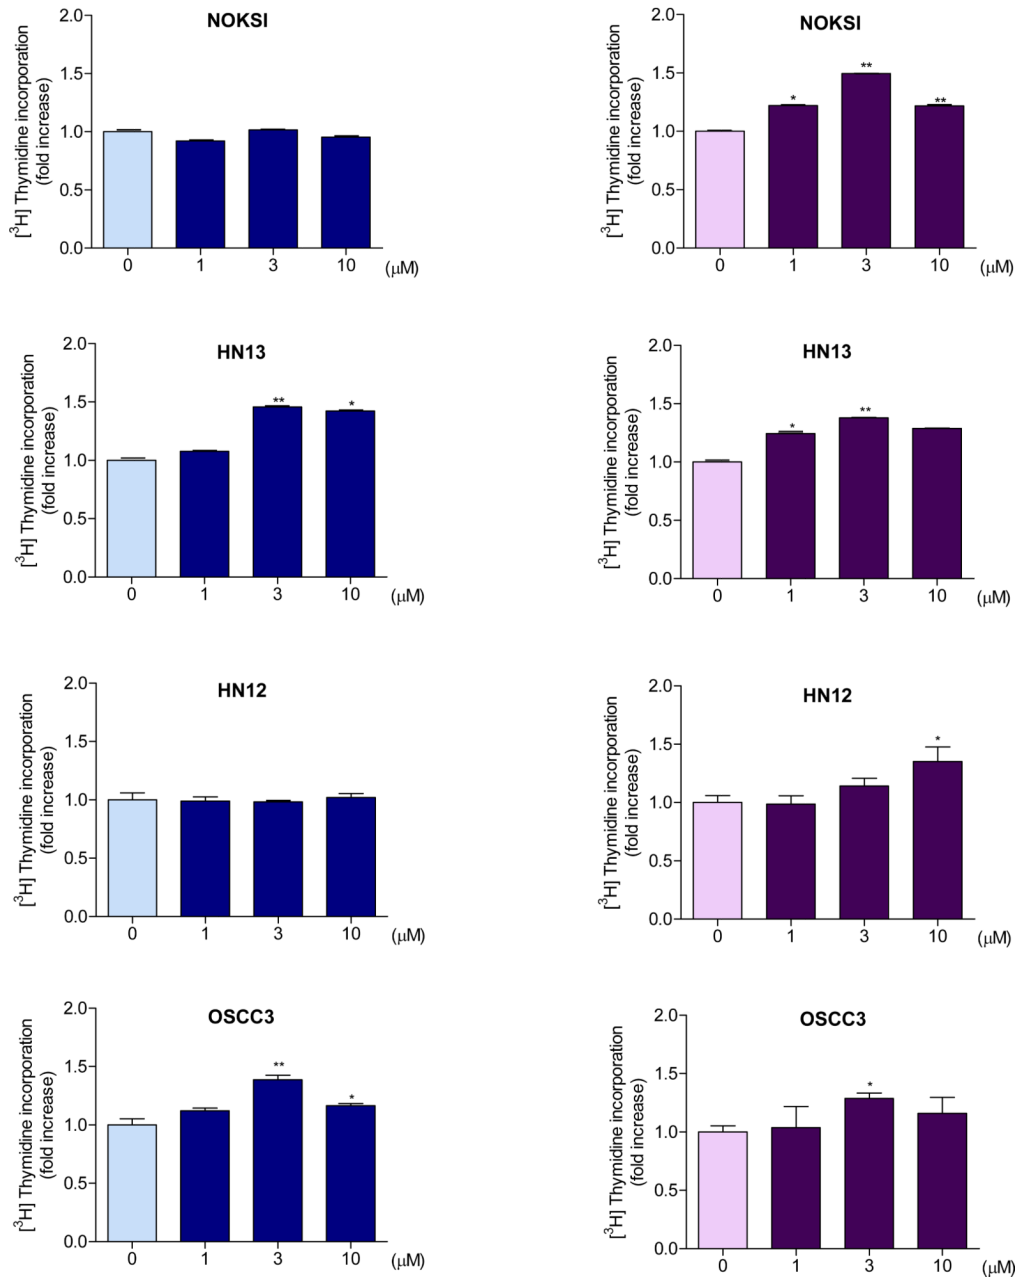 NOKSI
[³H] Thymidine incorporation
(fold increase)
2.0
1.5
1.0
0.5
0.0
0 1 3 10 (μM)
NOKSI
[³H] Thymidine incorporation
(fold increase)
2.0
1.5
1.0
0.5
0.0
* ** **
0 1 3 10 (μM)
HN13
[³H] Thymidine incorporation
(fold increase)
2.0
1.5
1.0
0.5
0.0
** *
0 1 3 10 (μM)
HN13
[³H] Thymidine incorporation
(fold increase)
2.0
1.5
1.0
0.5
0.0
* **
0 1 3 10 (μM)
HN12
[³H] Thymidine incorporation
(fold increase)
2.0
1.5
1.0
0.5
0.0
0 1 3 10 (μM)
HN12
[³H] Thymidine incorporation
(fold increase)
2.0
1.5
1.0
0.5
0.0
*
0 1 3 10 (μM)
OSCC3
[³H] Thymidine incorporation
(fold increase)
2.0
1.5
1.0
0.5
0.0
** *
0 1 3 10 (μM)
OSCC3
[³H] Thymidine incorporation
(fold increase)
2.0
1.5
1.0
0.5
0.0
*
0 1 3 10 (μM)